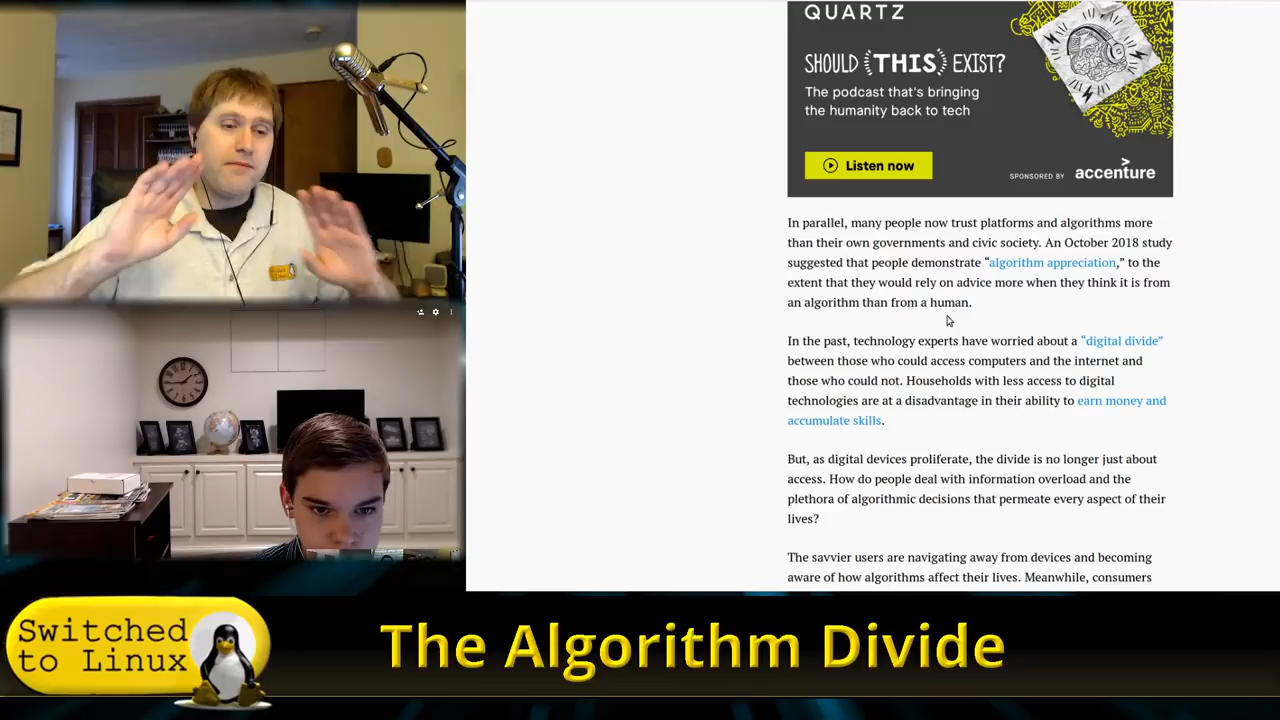 QUARTZ
SHOULD THIS EXIST?
The podcast that's bringing
the humanity back to tech
Listen now
SPONSORED BY accenture
In parallel, many people now trust platforms and algorithms more
than their own governments and civic society. An October 2018 study
suggested that people demonstrate “algorithm appreciation,” to the
extent that they would rely on advice more when they think it is from
an algorithm than from a human.
In the past, technology experts have worried about a “digital divide”
between those who could access computers and the internet and
those who could not. Households with less access to digital
technologies are at a disadvantage in their ability to earn money and
accumulate skills.
But, as digital devices proliferate, the divide is no longer just about
access. How do people deal with information overload and the
plethora of algorithmic decisions that permeate every aspect of their
lives?
The savvier users are navigating away from devices and becoming
aware of how algorithms affect their lives. Meanwhile, consumers
Switched
to Linux
The Algorithm Divide